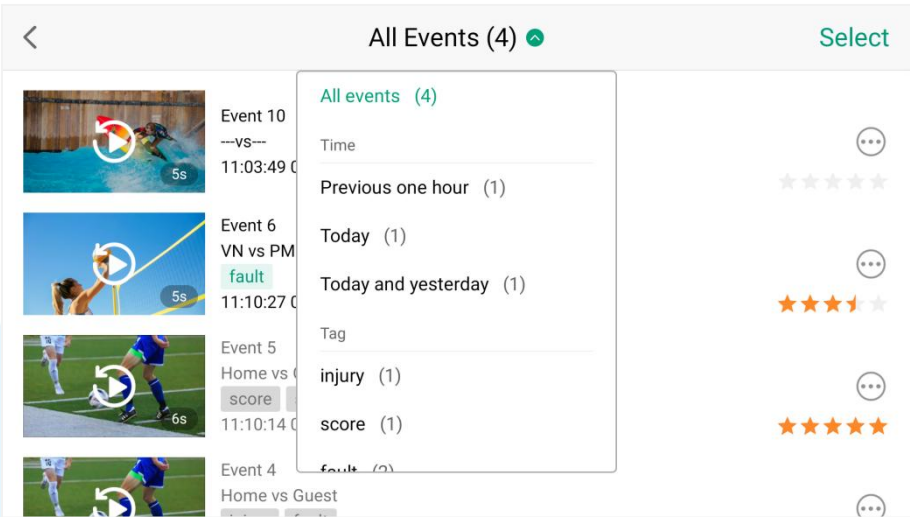 All Events (4)
Select
All events (4)
Time
Previous one hour (1)
Today (1)
Today and yesterday (1)
Tag
injury (1)
score (1)
5s
Event 10
---vs---
11:03:49
5s
Event 6
VN vs PM
fault
11:10:27
6s
Event 5
Home vs
score
11:10:14
Event 4
Home vs Guest